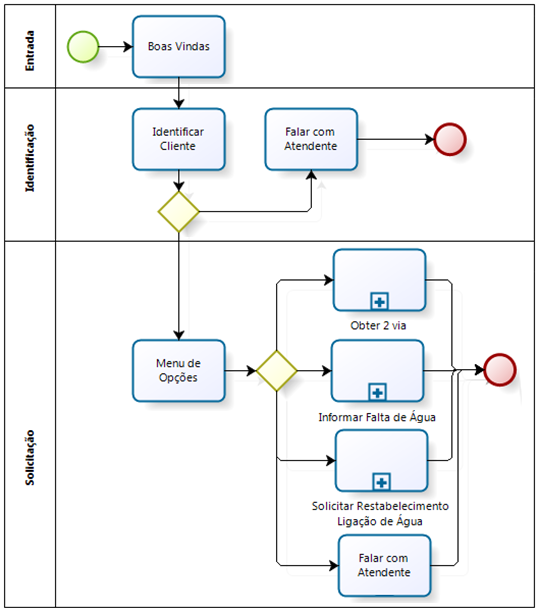 Entrada
Boas Vindas
Identificação
Identificar
Cliente
Falar com
Atendente
Solicitação
Menu de
Opções
Obter 2 via
Informar Falta de Água
Solicitar Restabelecimento
Ligação de Água
Falar com
Atendente